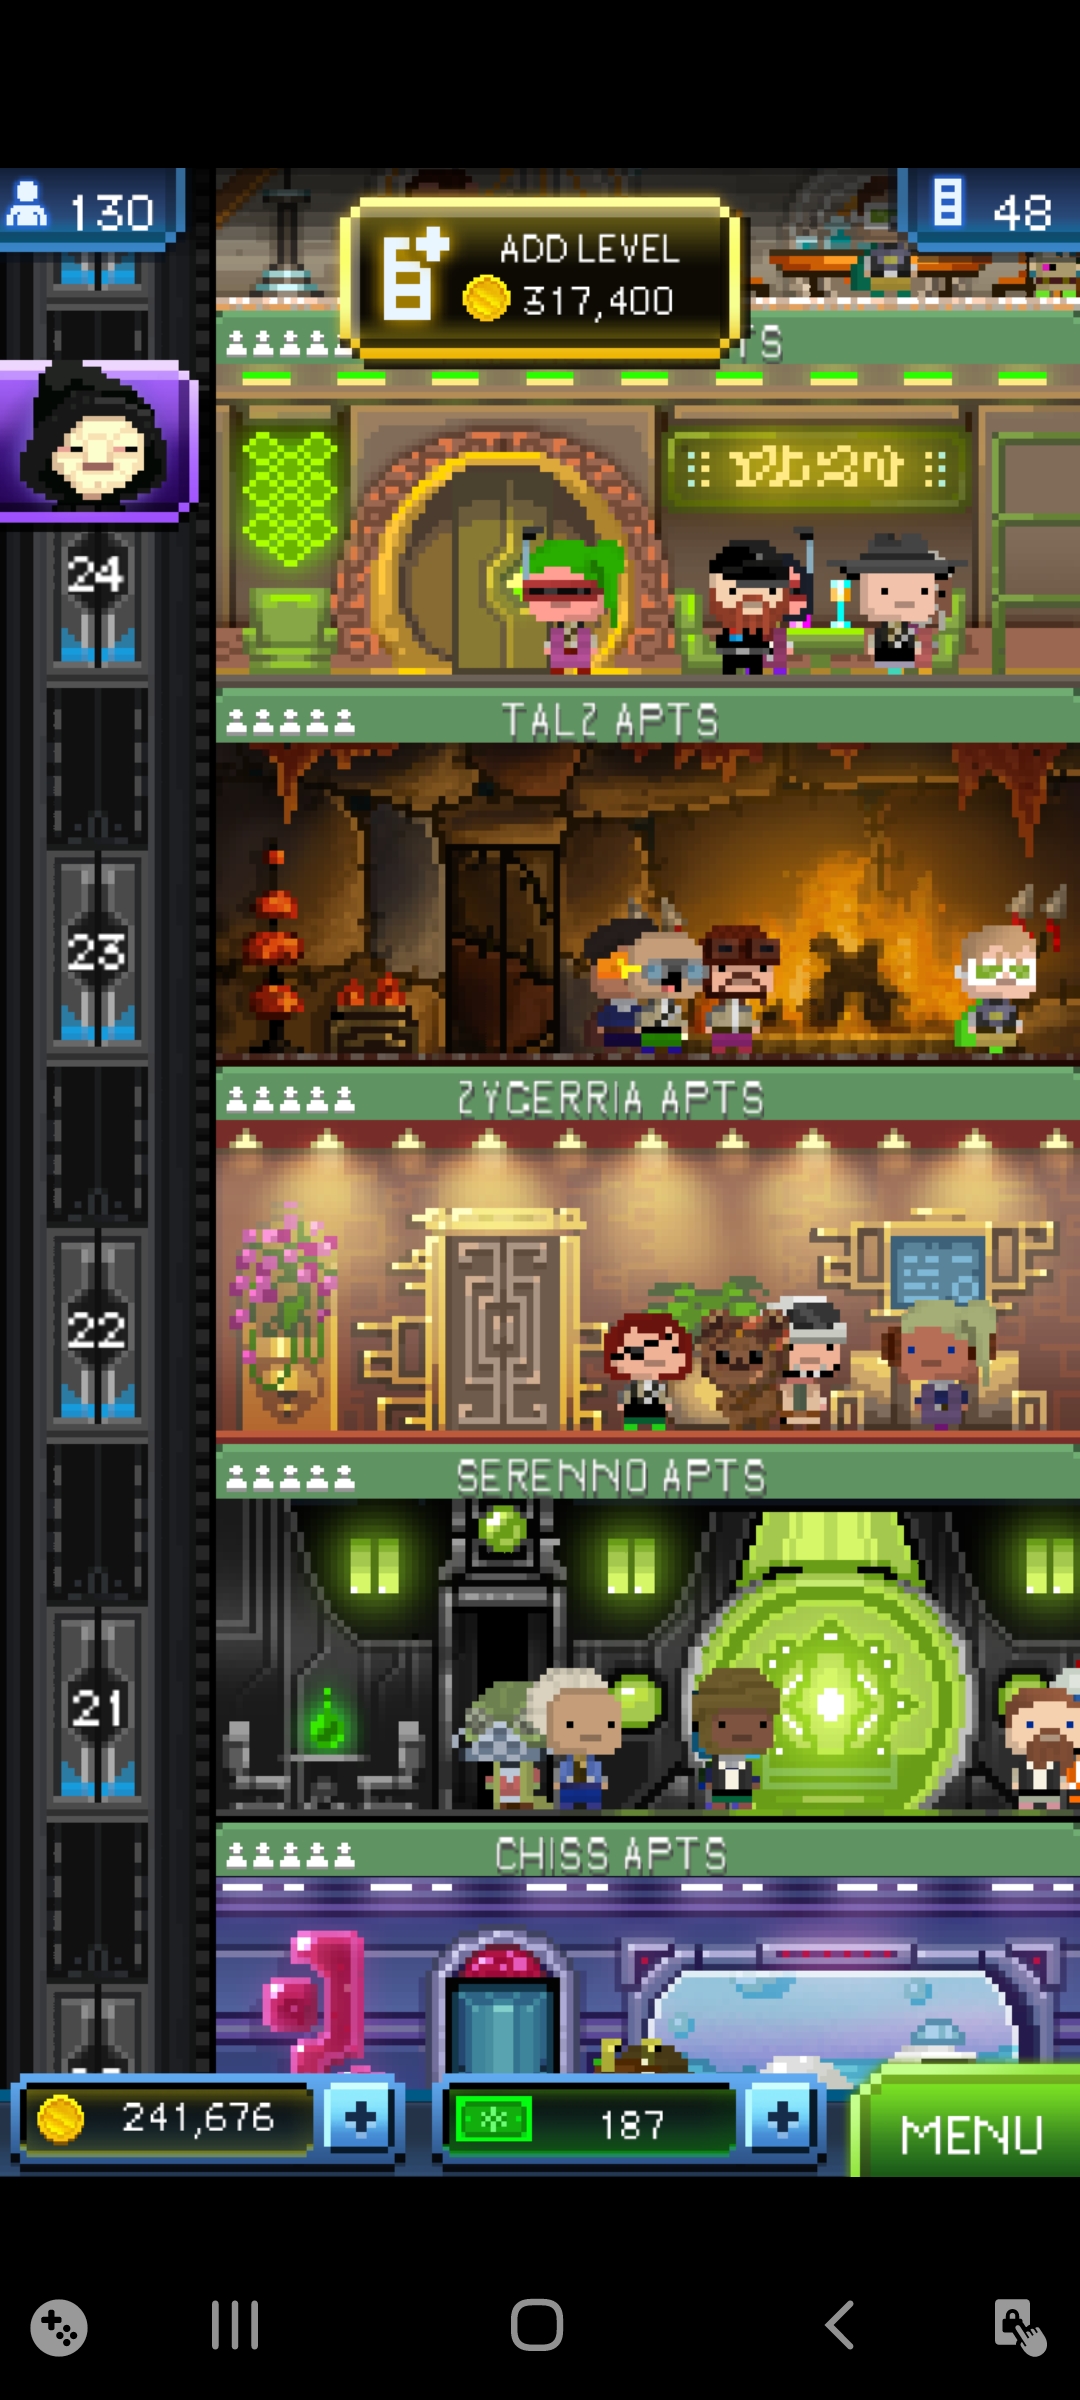 130
ADD LEVEL
317,400
48
TS
24
TALZ APTS
23
ZYGERRIA APTS
22
SERENNO APTS
21
CHISS APTS
241,676
187
MENU